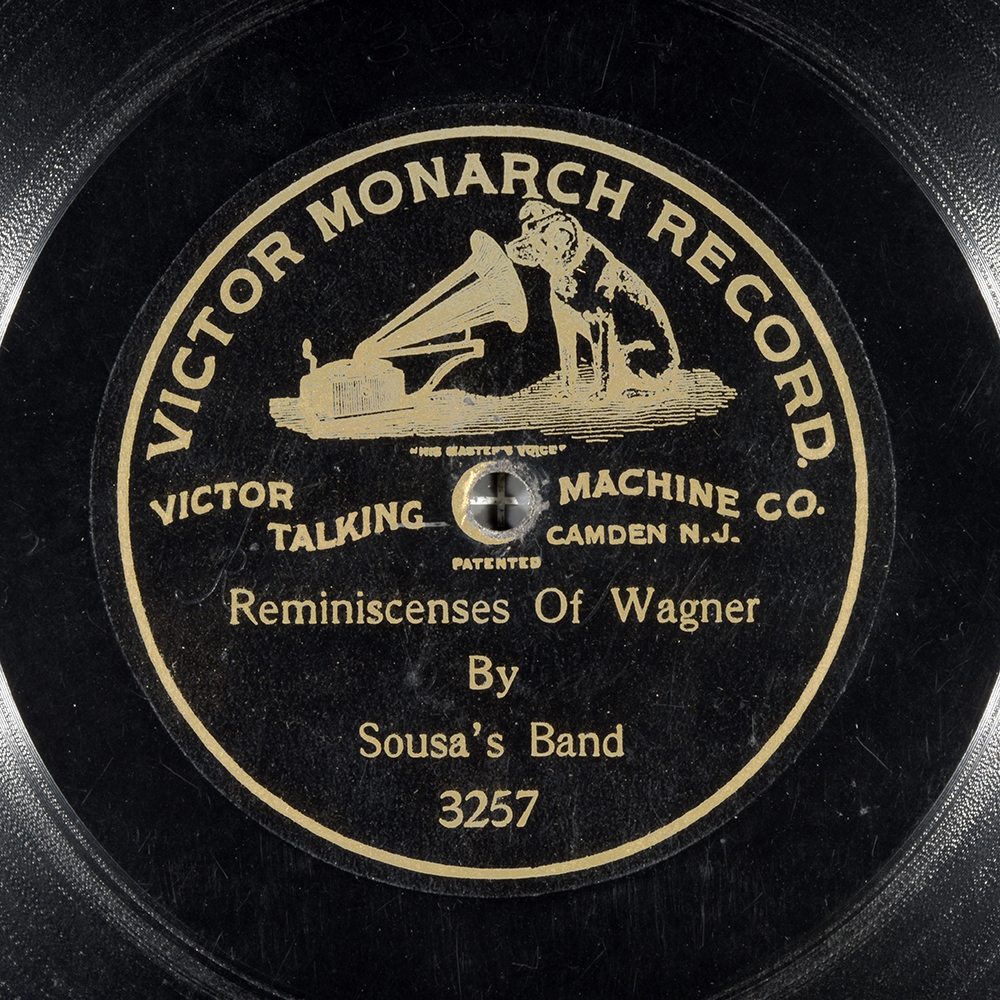 VICTOR MONARCH RECORD.
"HIS MASTER'S VOICE"
VICTOR TALKING MACHINE CO.
CAMDEN N.J.
PATENTED
Reminiscenses Of Wagner
By
Sousa's Band
3257